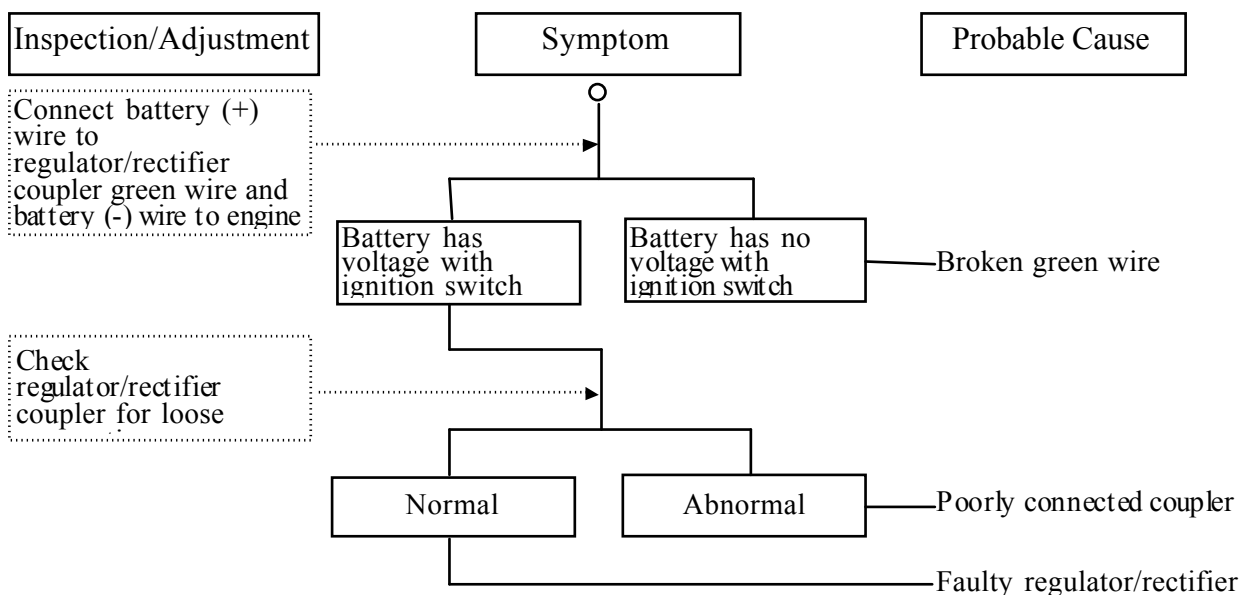 Inspection/Adjustment
Symptom
Probable Cause
Connect battery (+)
wire to
regulator/rectifier
coupler green wire and
battery (-) wire to engine
Battery has
voltage with
ignition switch
Battery has no
voltage with
ignition switch
Broken green wire
Check
regulator/rectifier
coupler for loose
Normal
Abnormal
Poorly connected coupler
Faulty regulator/rectifier